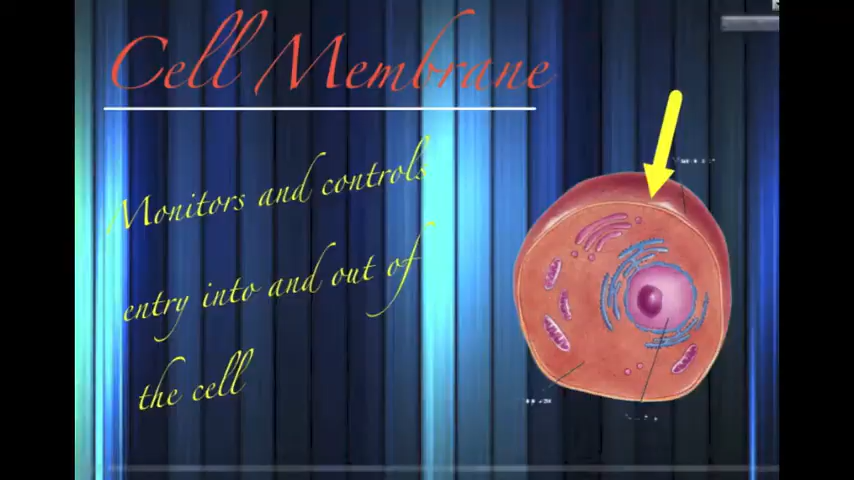 Cell Membrane
Monitors and controls
entry into and out of
the cell